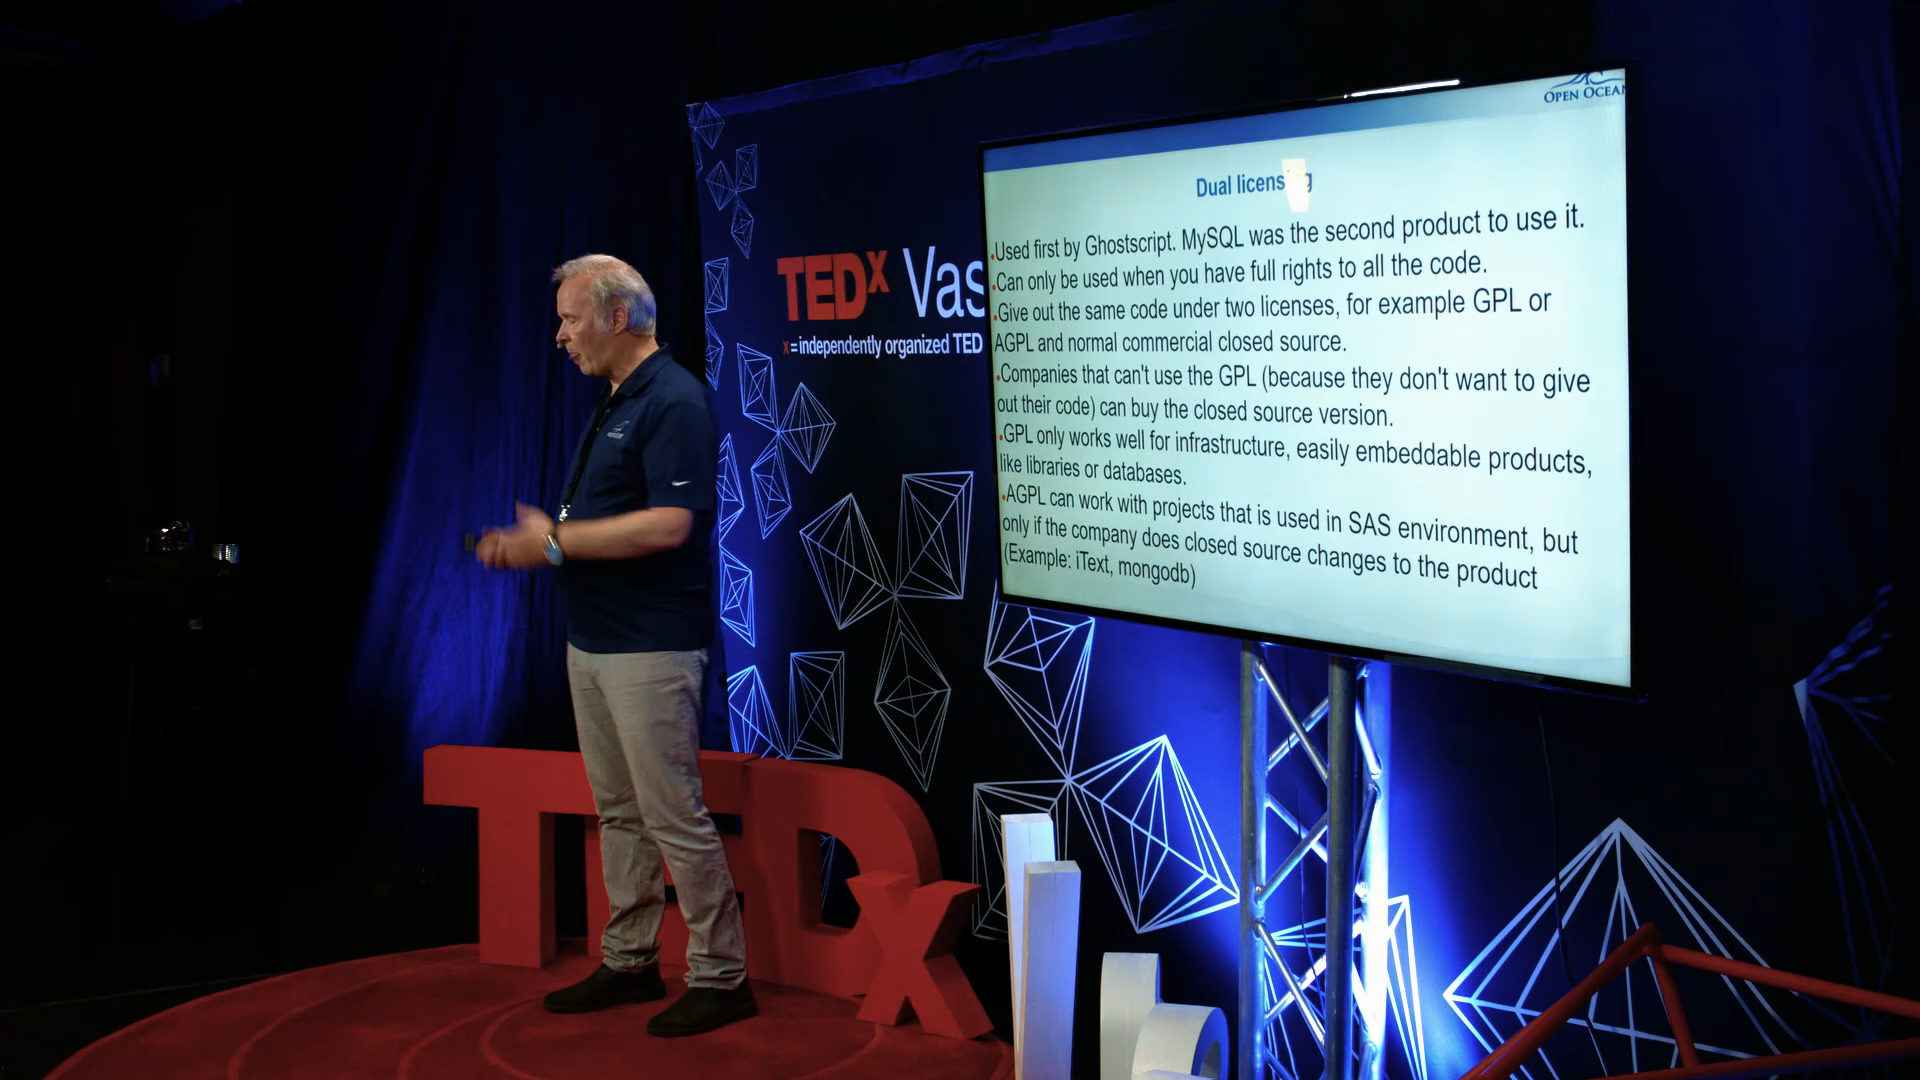 OPEN OCEAN
Dual licensing
Used first by Ghostscript. MySQL was the second product to use it.
Can only be used when you have full rights to all the code.
Give out the same code under two licenses, for example GPL or
AGPL and normal commercial closed source.
Companies that can't use the GPL (because they don't want to give
out their code) can buy the closed source version.
GPL only works well for infrastructure, easily embeddable products,
like libraries or databases.
AGPL can work with projects that is used in SAS environment, but
only if the company does closed source changes to the product
(Example: iText, mongodb)
TEDx Vas
x = independently organized TED
TEDx